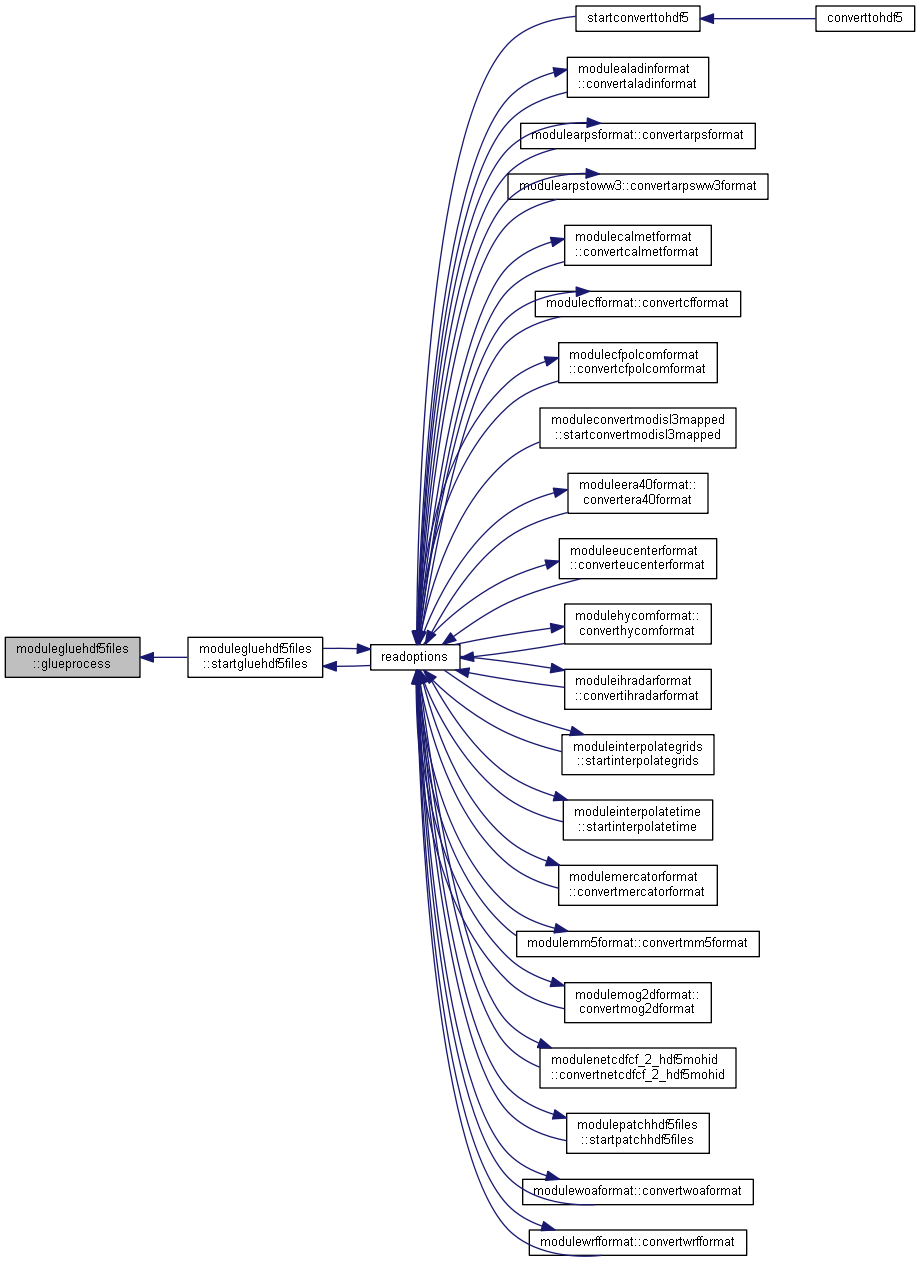 startconverttohdf5
converttohdf5
modulealadinformat
::convertaladinformat
modulearpsformat::convertarpsformat
modulearpstoww3::convertarpsww3format
modulecalmetformat
::convertcalmetformat
modulecfformat::convertcfformat
modulecfpolcomformat
::convertcfpolcomformat
moduleconvertmodisl3mapped
::startconvertmodisl3mapped
moduleera40format::
convertera40format
moduleeucenterformat
::converteucenterformat
modulehycomformat::
converthycomformat
modulegluehdf5files
::glueprocess
modulegluehdf5files
::startgluehdf5files
readoptions
moduleihradarformat
::convertihradarformat
moduleinterpolategrids
::startinterpolategrids
moduleinterpolatetime
::startinterpolatetime
modulemercatorformat
::convertmercatorformat
modulemm5format::convertmm5format
modulemog2dformat::
convertmog2dformat
modulenetcdfcf_2_hdf5mohid
::convertnetcdfcf_2_hdf5mohid
modulepatchhdf5files
::startpatchhdf5files
modulewoaformat::convertwoaformat
modulewrfformat::convertwrfformat